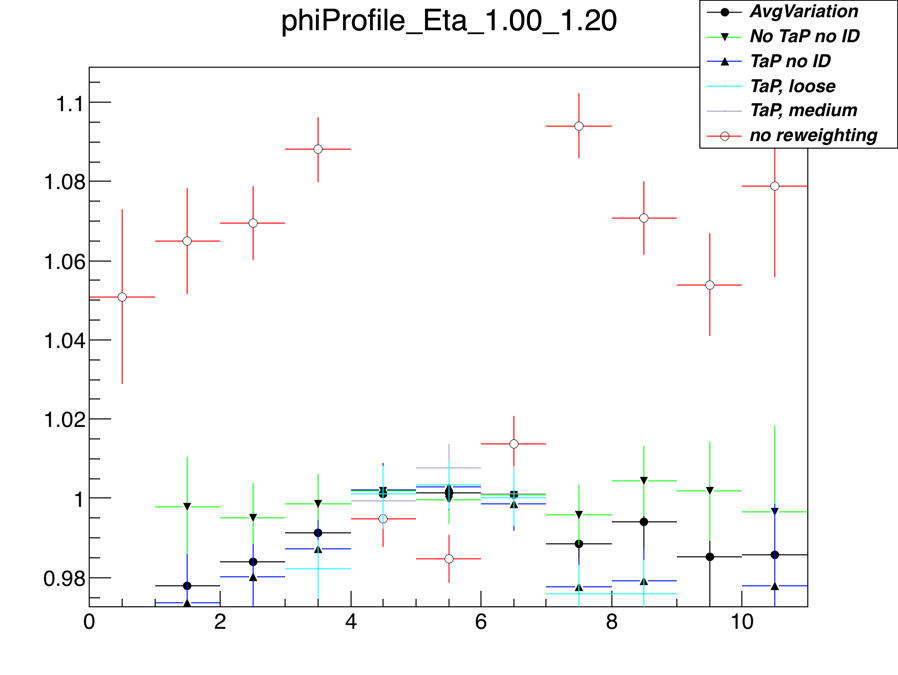 phiProfile_Eta_1.00_1.20
AvgVariation
No TaP no ID
TaP no ID
TaP, loose
TaP, medium
no reweighting
1.1
1.08
1.06
1.04
1.02
1
0.98
0 2 4 6 8 10